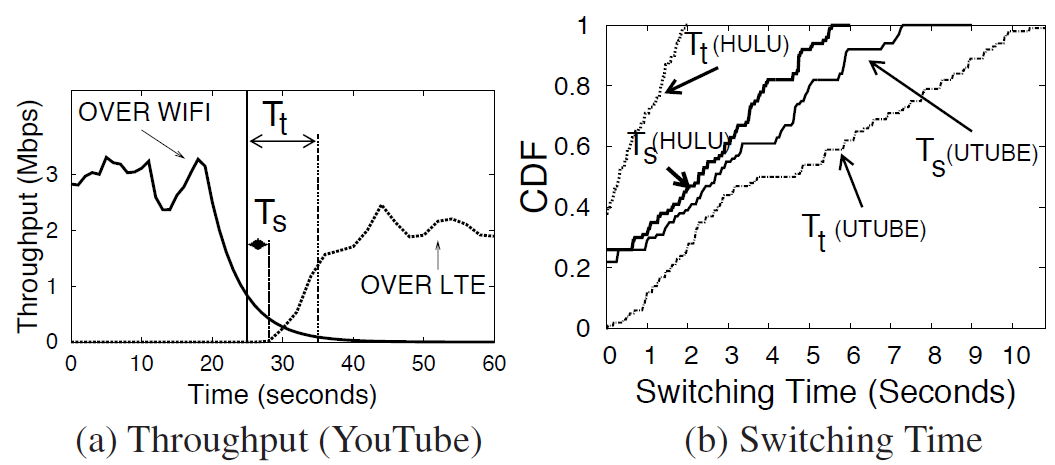 Throughput (Mbps)
3
2
1
0
OVER WIFI
Tt
Ts
OVER LTE
0 10 20 30 40 50 60
Time (seconds)
(a) Throughput (YouTube)
CDF
1
0.8
0.6
0.4
0.2
0
Tt (HULU)
Ts (HULU)
Ts (UTUBE)
Tt (UTUBE)
0 1 2 3 4 5 6 7 8 9 10
Switching Time (Seconds)
(b) Switching Time